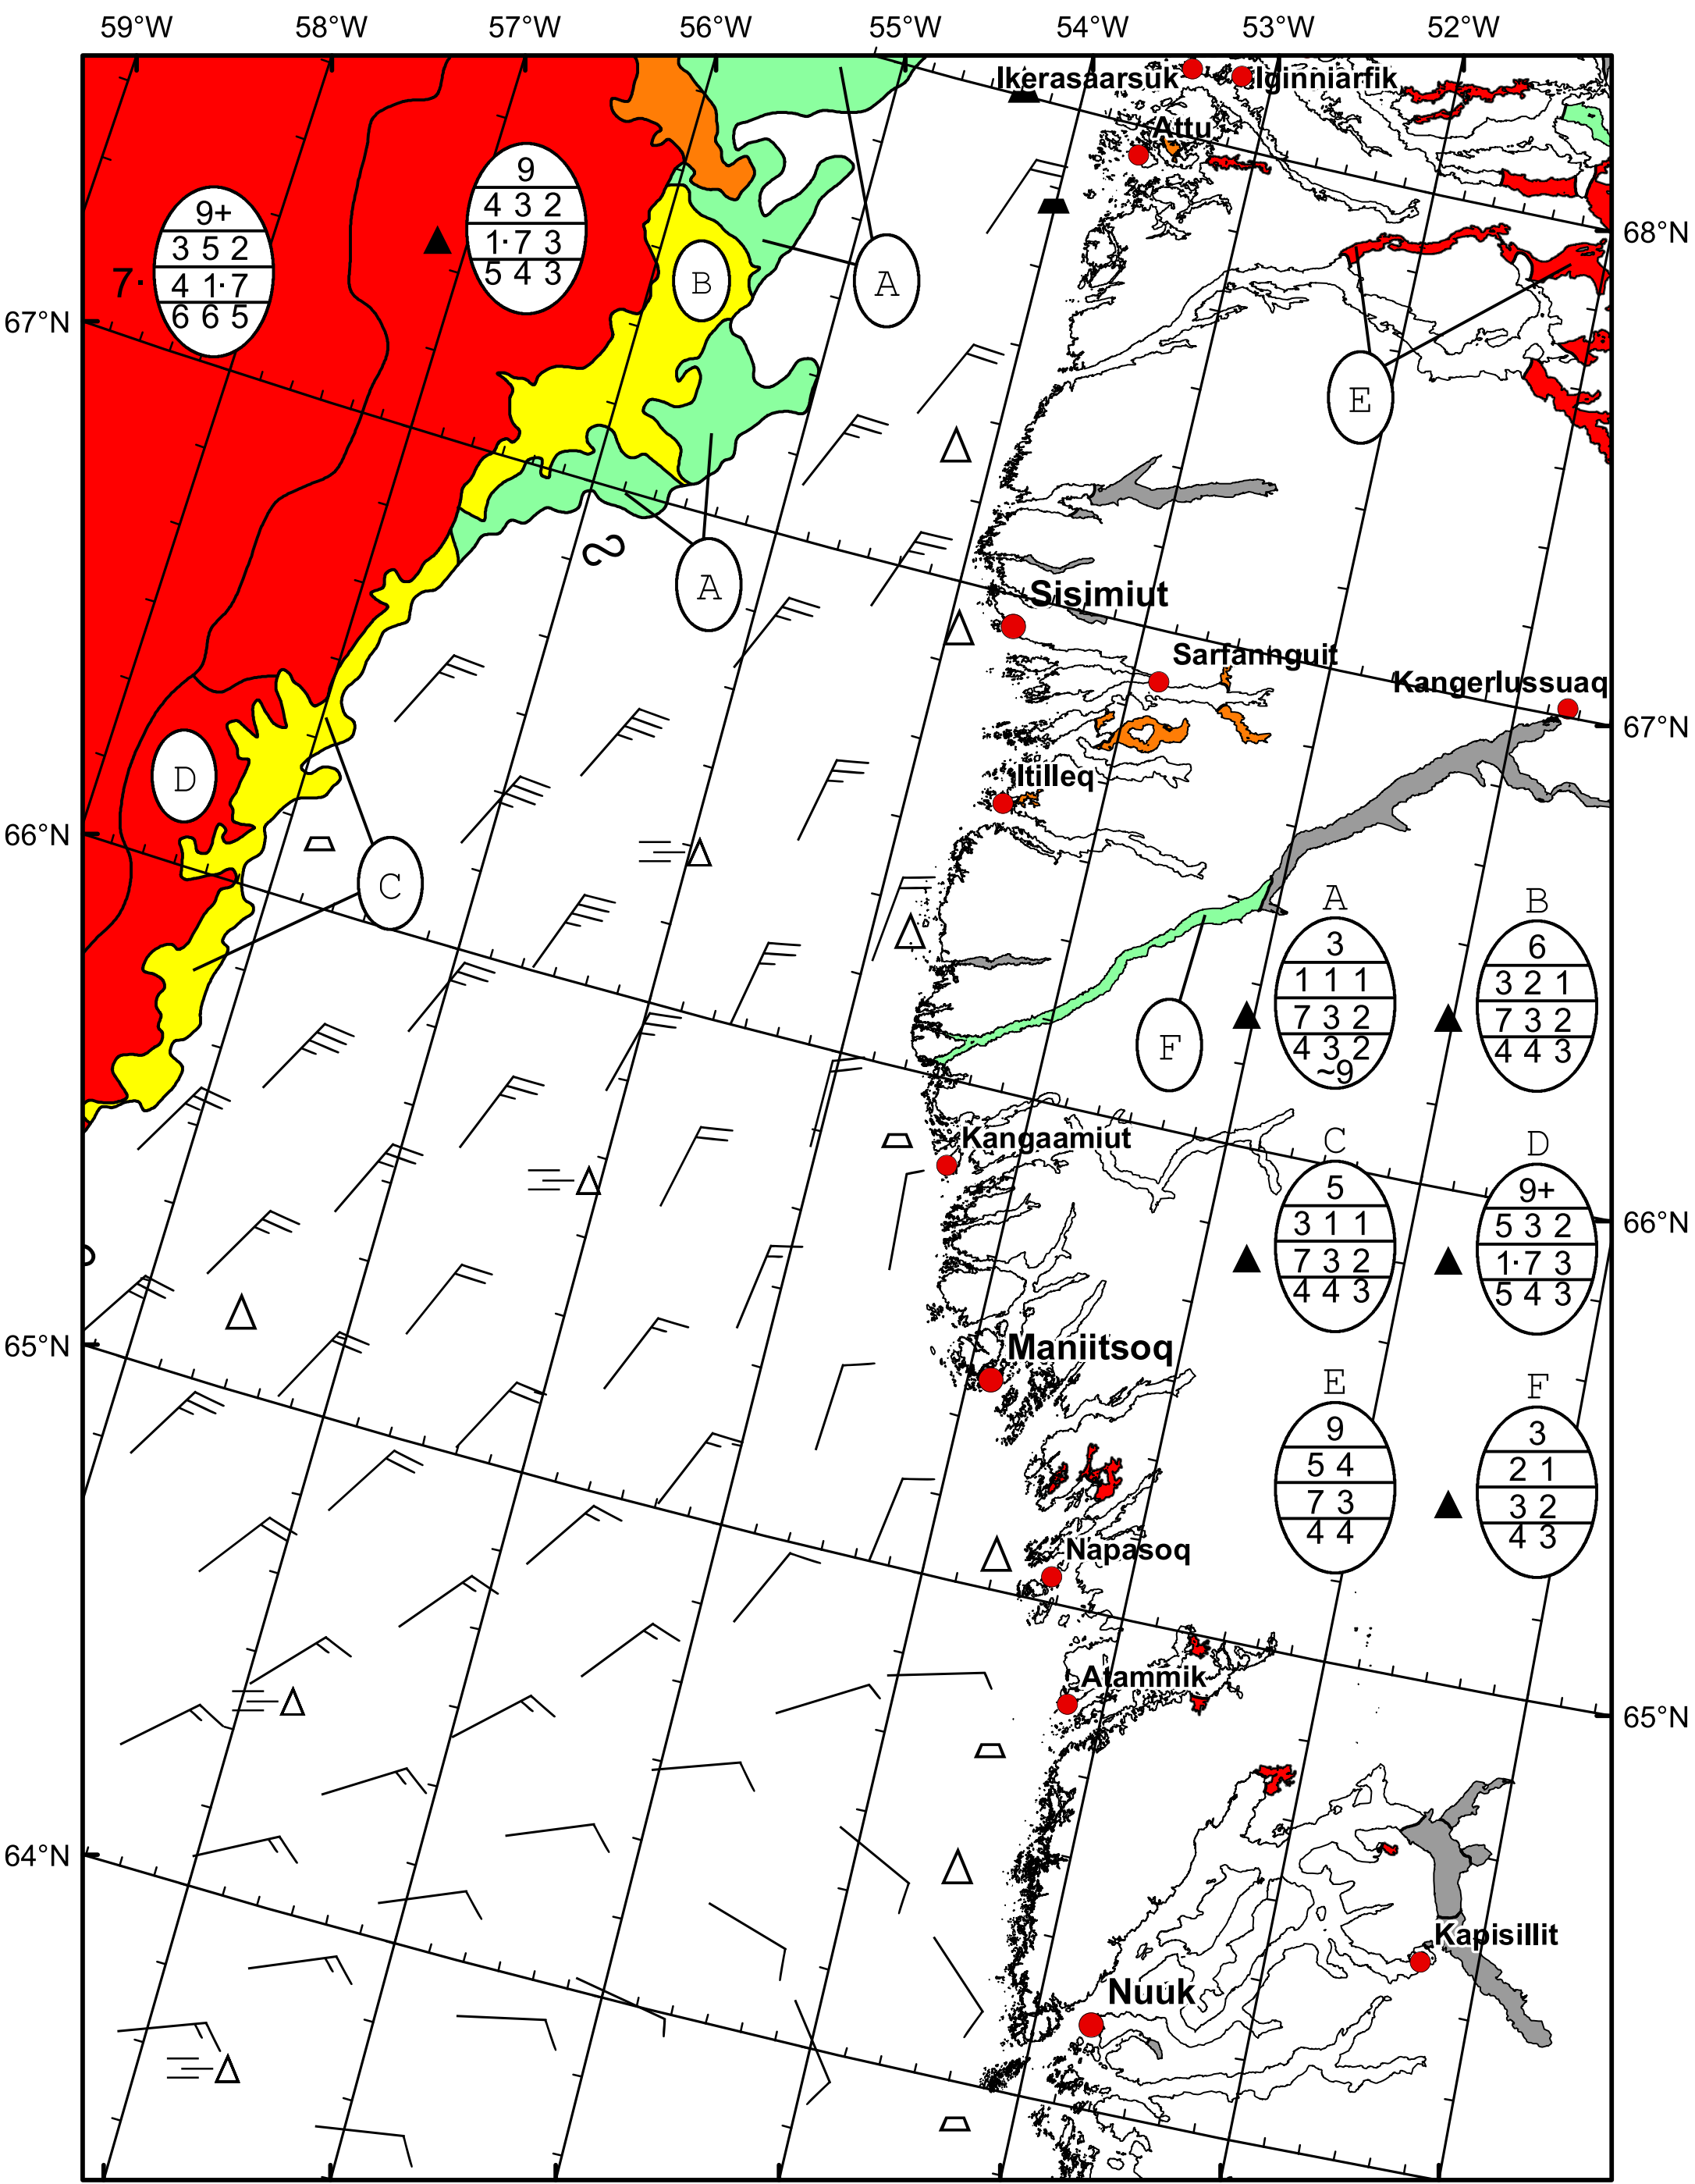 59°W 58°W 57°W 56°W 55°W 54°W 53°W 52°W
Ikerasaarsuk Iginniarfik
Attu
9
4 3 2
1· 7 3
5 4 3
9+
3 5 2
7· 4 1· 7
6 6 5
68°N
B A
67°N
E
A
Sisimiut
Sarfannguit
Kangerlussuaq
67°N
D
Itilleq
66°N
C
A B
3
1 1 1
7 3 2
4 3 2
~9
6
3 2 1
7 3 2
4 4 3
F
Kangaamiut
C D
5
3 1 1
7 3 2
4 4 3
9+
5 3 2
1· 7 3
5 4 3
66°N
65°N
Maniitsoq
E F
9
5 4
7 3
4 4
3
2 1
3 2
4 3
Napasoq
Atammik
65°N
64°N
Kapisillit
Nuuk